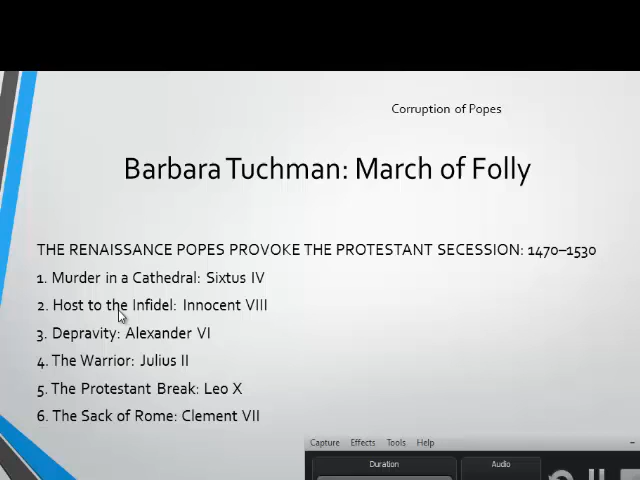 Corruption of Popes
Barbara Tuchman: March of Folly
THE RENAISSANCE POPES PROVOKE THE PROTESTANT SECESSION: 1470–1530
1. Murder in a Cathedral: Sixtus IV
2. Host to the Infidel: Innocent VIII
3. Depravity: Alexander VI
4. The Warrior: Julius II
5. The Protestant Break: Leo X
6. The Sack of Rome: Clement VII
Capture Effects Tools Help
Duration Audio